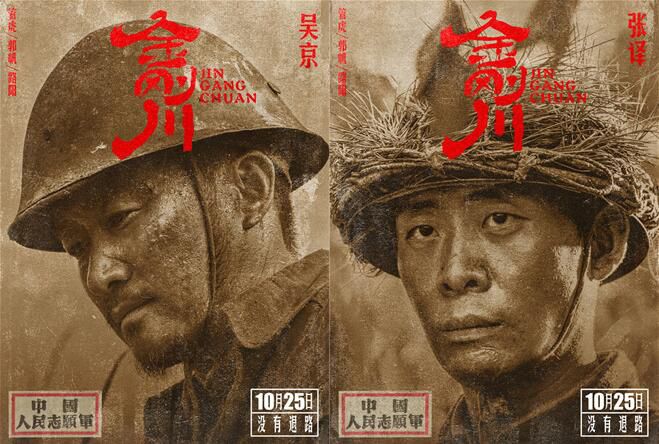 管虎/郭帆/路阳
金刚川
JIN
GANG
CHUAN
吴京
中國
人民志願軍
10月25日
没有退路
管虎/郭帆/路阳
金刚川
JIN
GANG
CHUAN
张译
中國
人民志願軍
10月25日
没有退路